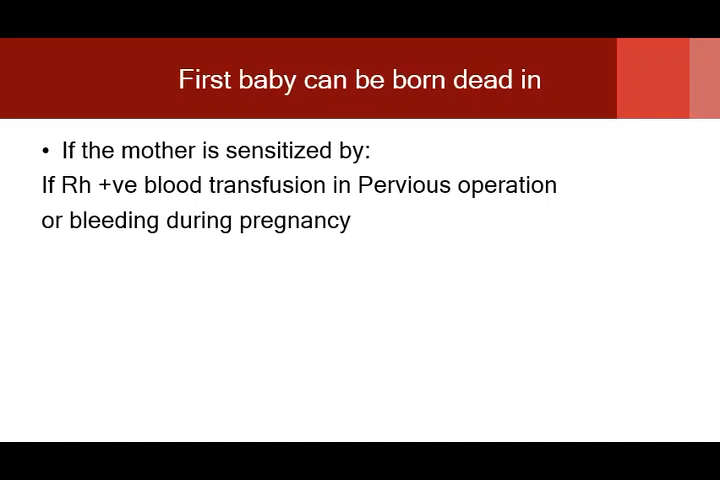 First baby can be born dead in
• If the mother is sensitized by:
If Rh +ve blood transfusion in Pervious operation
or bleeding during pregnancy